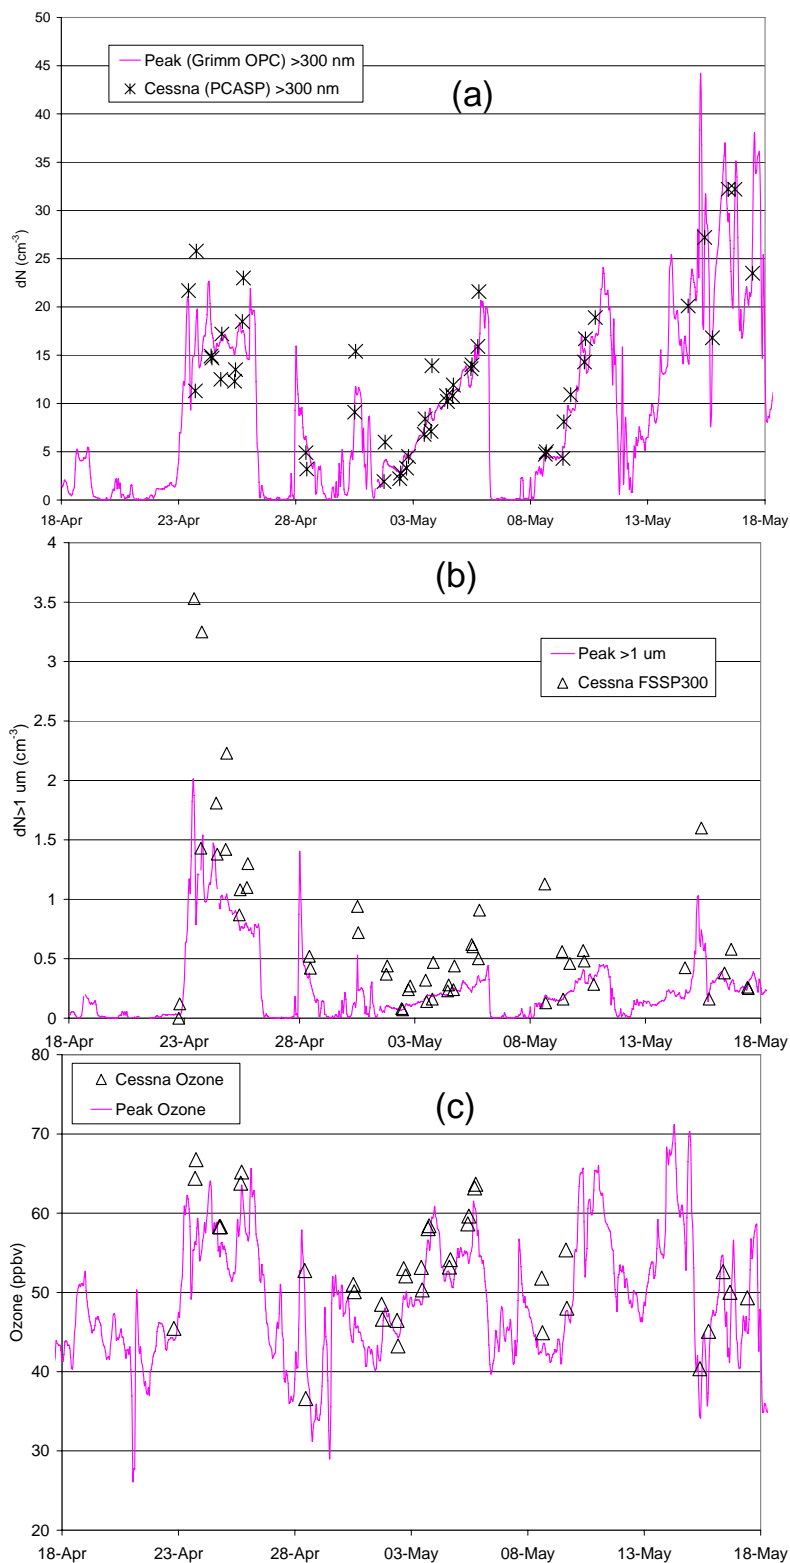 50
45
40
35
30
25
20
15
10
5
0
dN (cm-3)
Peak (Grimm OPC) >300 nm
Cessna (PCASP) >300 nm
(a)
18-Apr 23-Apr 28-Apr 03-May 08-May 13-May 18-May
4
3.5
3
2.5
2
1.5
1
0.5
0
dN>1 um (cm-3)
(b)
Peak >1 um
Cessna FSSP300
18-Apr 23-Apr 28-Apr 03-May 08-May 13-May 18-May
80
70
60
50
40
30
20
Ozone (ppbv)
Cessna Ozone
Peak Ozone
(c)
18-Apr 23-Apr 28-Apr 03-May 08-May 13-May 18-May